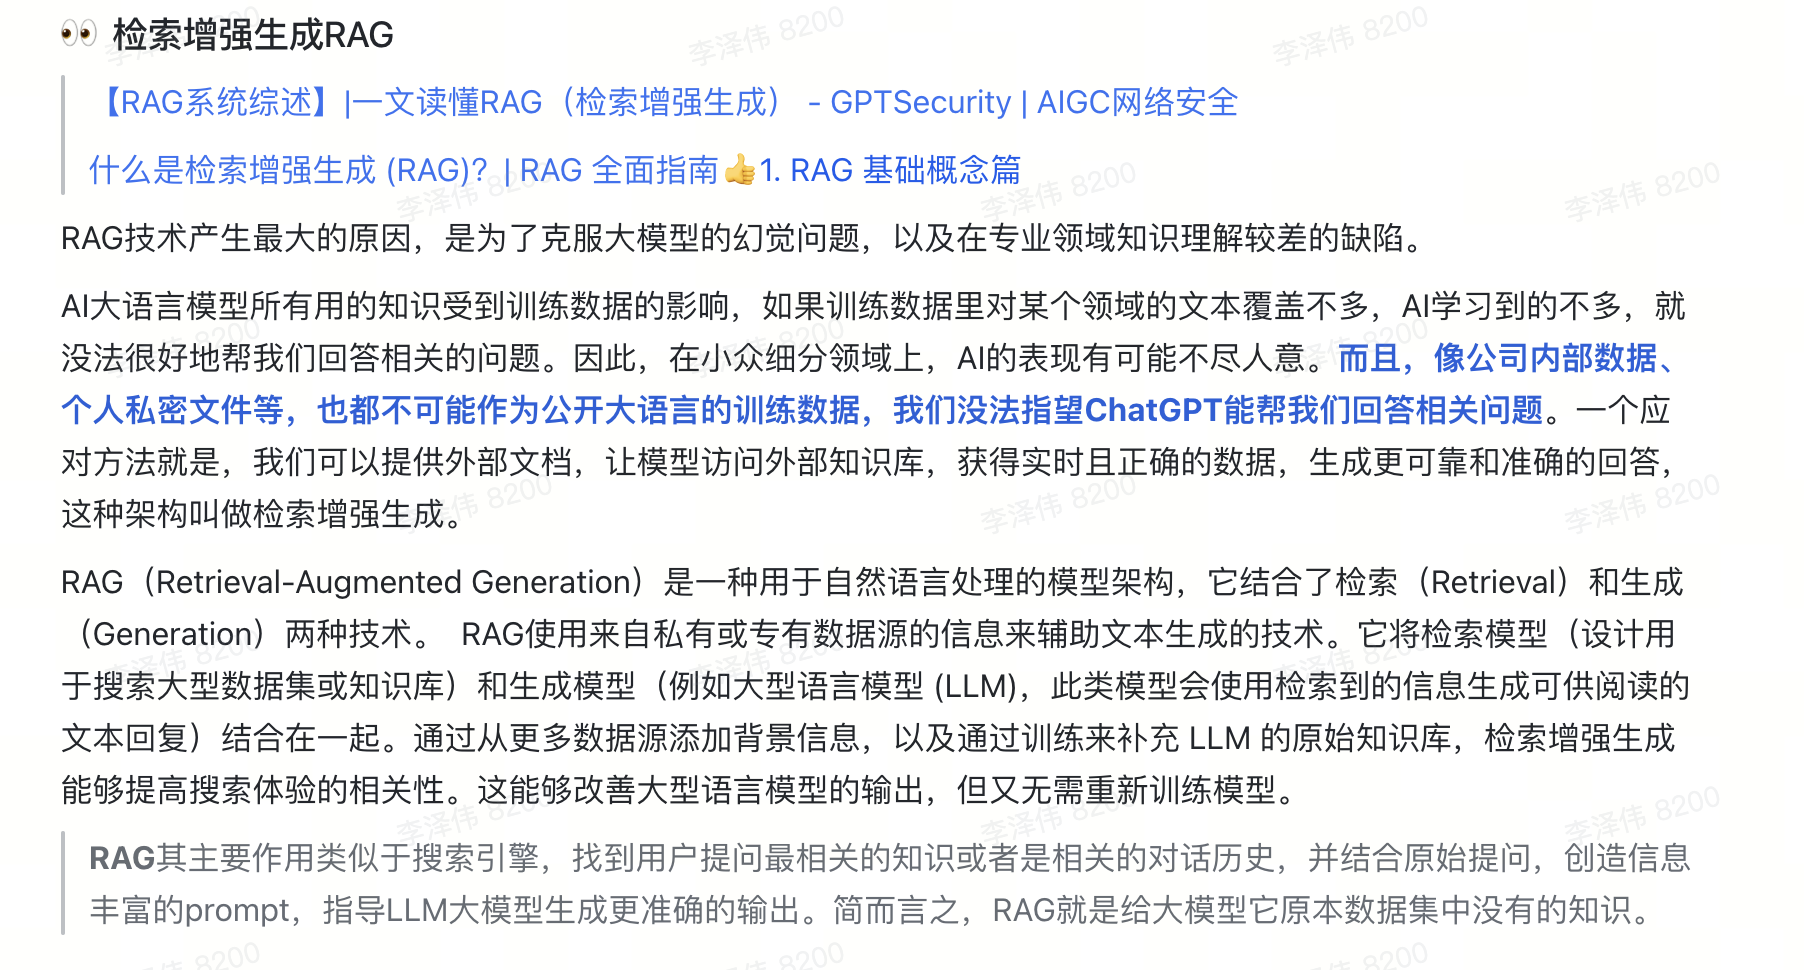 👀 检索增强生成RAG
【RAG系统综述】|一文读懂RAG（检索增强生成） - GPTSecurity | AIGC网络安全
什么是检索增强生成 (RAG)？ | RAG 全面指南👍1. RAG 基础概念篇
RAG技术产生最大的原因，是为了克服大模型的幻觉问题，以及在专业领域知识理解较差的缺陷。
AI大语言模型所有用的知识受到训练数据的影响，如果训练数据里对某个领域的文本覆盖不多，AI学习到的不多，就
没法很好地帮我们回答相关的问题。因此，在小众细分领域上，AI的表现有可能不尽人意。而且，像公司内部数据、
个人私密文件等，也都不可能作为公开大语言的训练数据，我们没法指望ChatGPT能帮我们回答相关问题。一个应
对方法就是，我们可以提供外部文档，让模型访问外部知识库，获得实时且正确的数据，生成更可靠和准确的回答，
这种架构叫做检索增强生成。
RAG（Retrieval-Augmented Generation）是一种用于自然语言处理的模型架构，它结合了检索（Retrieval）和生成
（Generation）两种技术。 RAG使用来自私有或专有数据源的信息来辅助文本生成的技术。它将检索模型（设计用
于搜索大型数据集或知识库）和生成模型（例如大型语言模型 (LLM)，此类模型会使用检索到的信息生成可供阅读的
文本回复）结合在一起。通过从更多数据源添加背景信息，以及通过训练来补充 LLM 的原始知识库，检索增强生成
能够提高搜索体验的相关性。这能够改善大型语言模型的输出，但又无需重新训练模型。
RAG其主要作用类似于搜索引擎，找到用户提问最相关的知识或者是相关的对话历史，并结合原始提问，创造信息
丰富的prompt，指导LLM大模型生成更准确的输出。简而言之，RAG就是给大模型它原本数据集中没有的知识。
李泽伟 8200